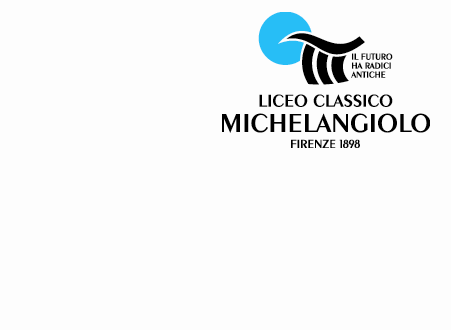 IL FUTURO
HA RADICI
ANTICHE
LICEO CLASSICO
MICHELANGIOLO
FIRENZE 1898